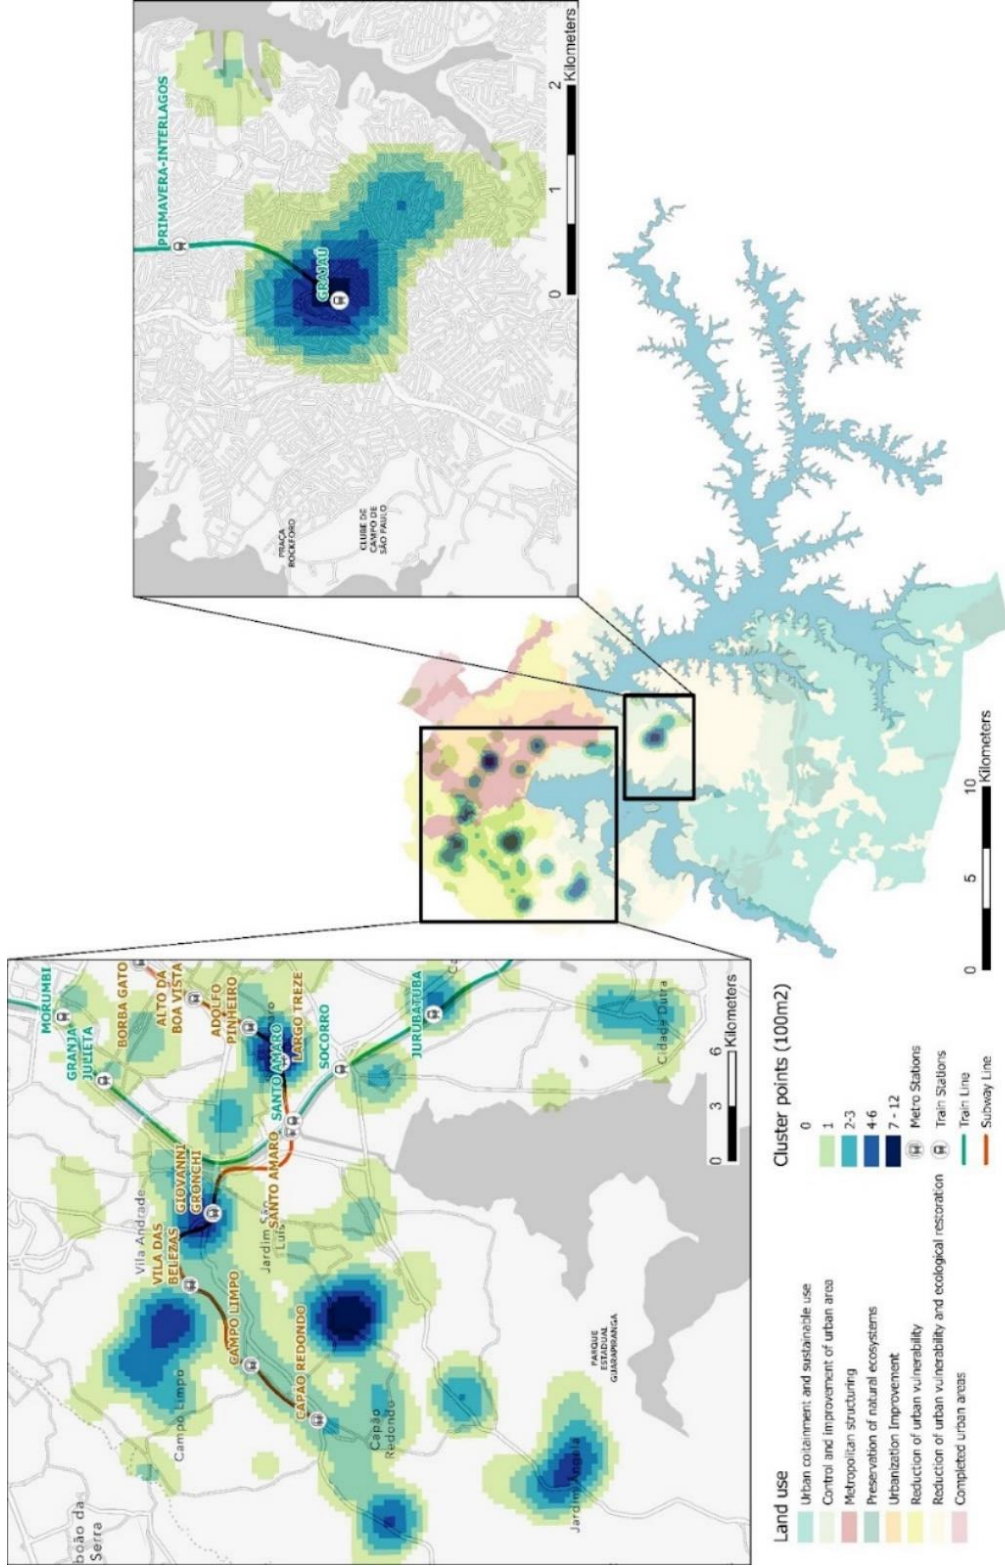 MORUMBI
GRANJA
JULIETA
BORBA GATO
ALTO DA
BOA VISTA
ADOLFO
PINHEIRO
SANTO AMARO
LARGO TREZE
SOCORRO
JURUBATUBA
Cidade Dutra
Vila Andrade
GIOVANNI
GRONCHI
VILA DAS
BELEZAS
SANTO AMARO
Jardim São
Luís
CAMPO LIMPO
Campo Limpo
CAPÃO REDONDO
Capão
Redondo
boão da
Serra
Jardim Ângela
PARQUE
ESTADUAL
GUARAPIRANGA
0 3 6
Kilometers
PRIMAVERA-INTERLAGOS
GRAJAÚ
PRAÇA
ROCKFORD
CLUBE DE
CAMPO DE
SÃO PAULO
0 1 2
Kilometers
Land use
Urban coitainment and sustainable use
Control and improvement of urban area
Metropolitan structuring
Preservation of natural ecosystems
Urbanization Improvement
Reduction of urban vulnerability
Reduction of urban vulnerability and ecological restoration
Completed urban areas
Cluster points (100m2)
0
1
2-3
4-6
7 - 12
Metro Stations
Train Stations
Train Line
Subway Line
0 5 10
Kilometers